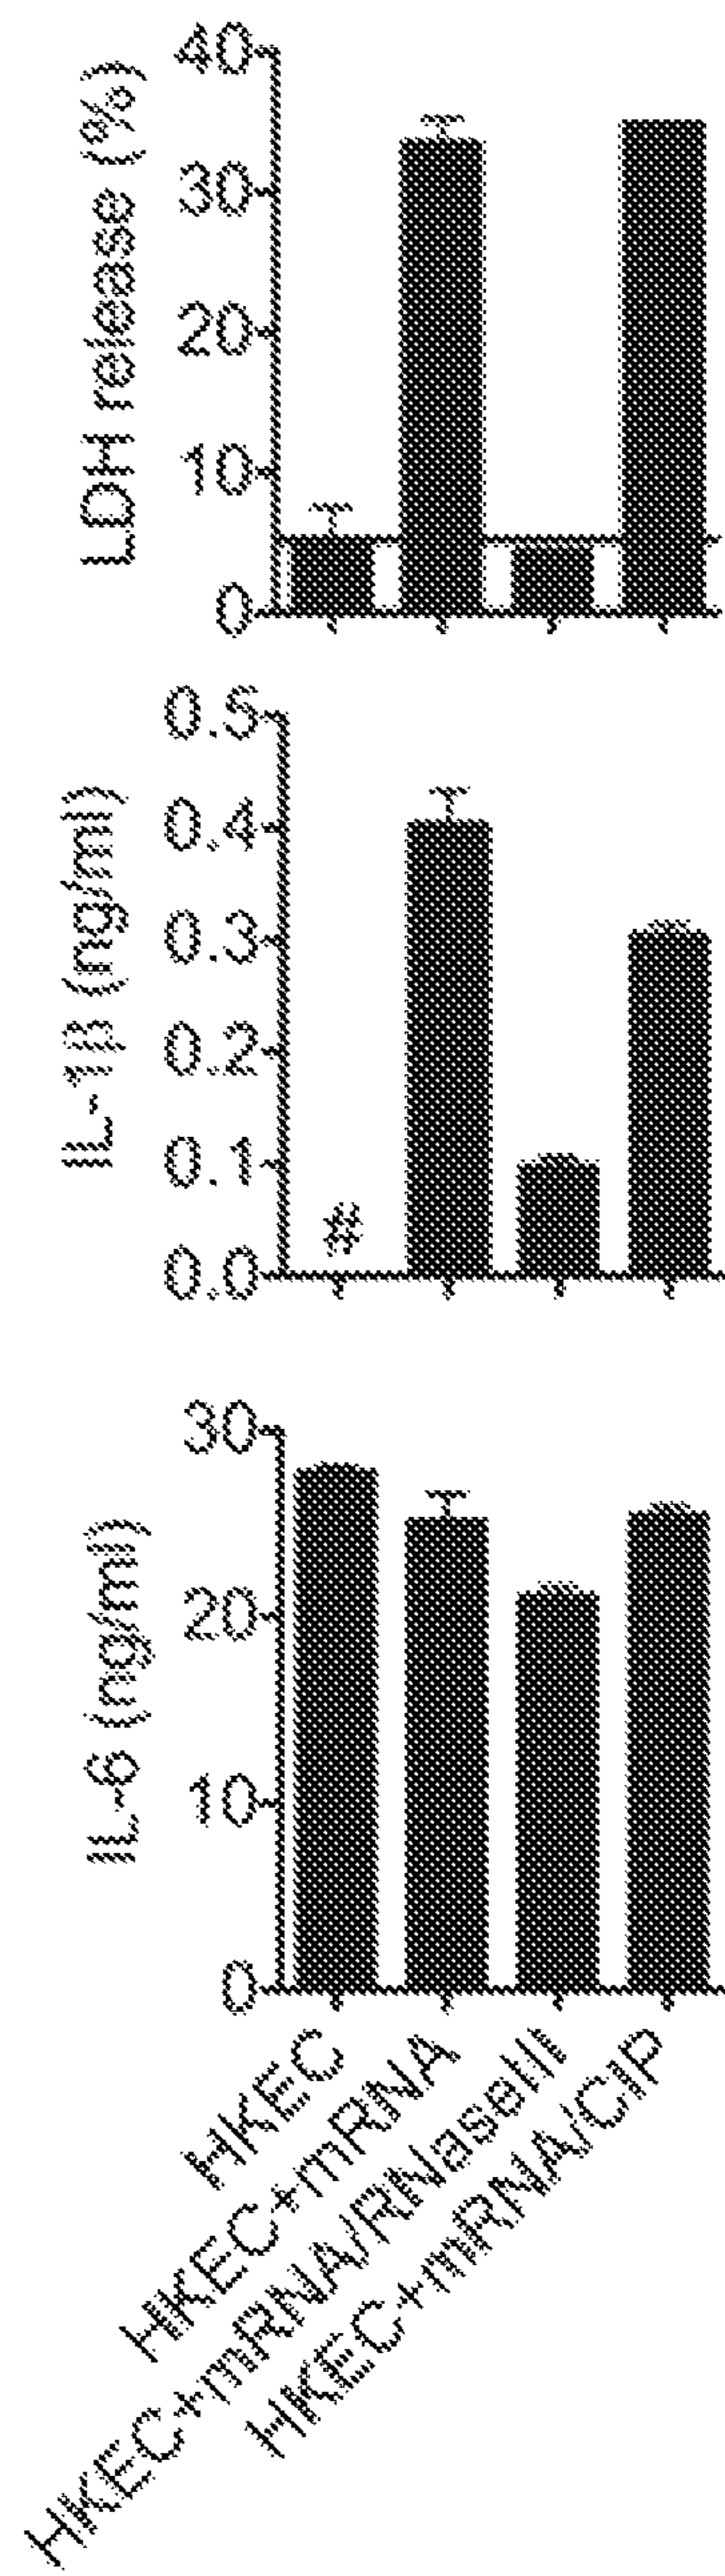 LDH release (%)
40
30
20
10
0
IL-1β (ng/ml)
0.5
0.4
0.3
0.2
0.1
0.0
#
IL-6 (ng/ml)
30
20
10
0
HKEC
HKEC+mRNA
HKEC+mRNA/RNaseIII
HKEC+mRNA/CIP